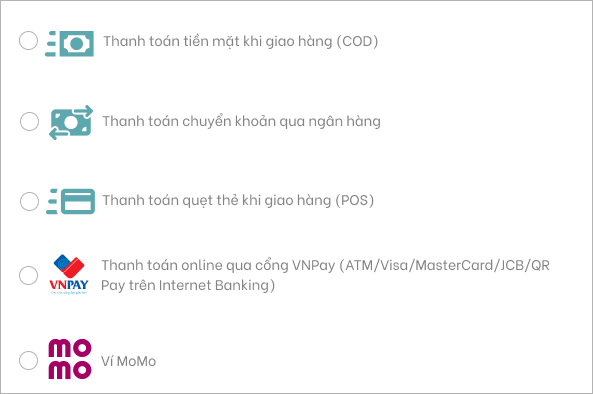 Thanh toán tiền mặt khi giao hàng (COD)
Thanh toán chuyển khoản qua ngân hàng
Thanh toán quẹt thẻ khi giao hàng (POS)
Thanh toán online qua cổng VNPay (ATM/Visa/MasterCard/JCB/QR
Pay trên Internet Banking)
VNPAY
mo
mo
Ví MoMo